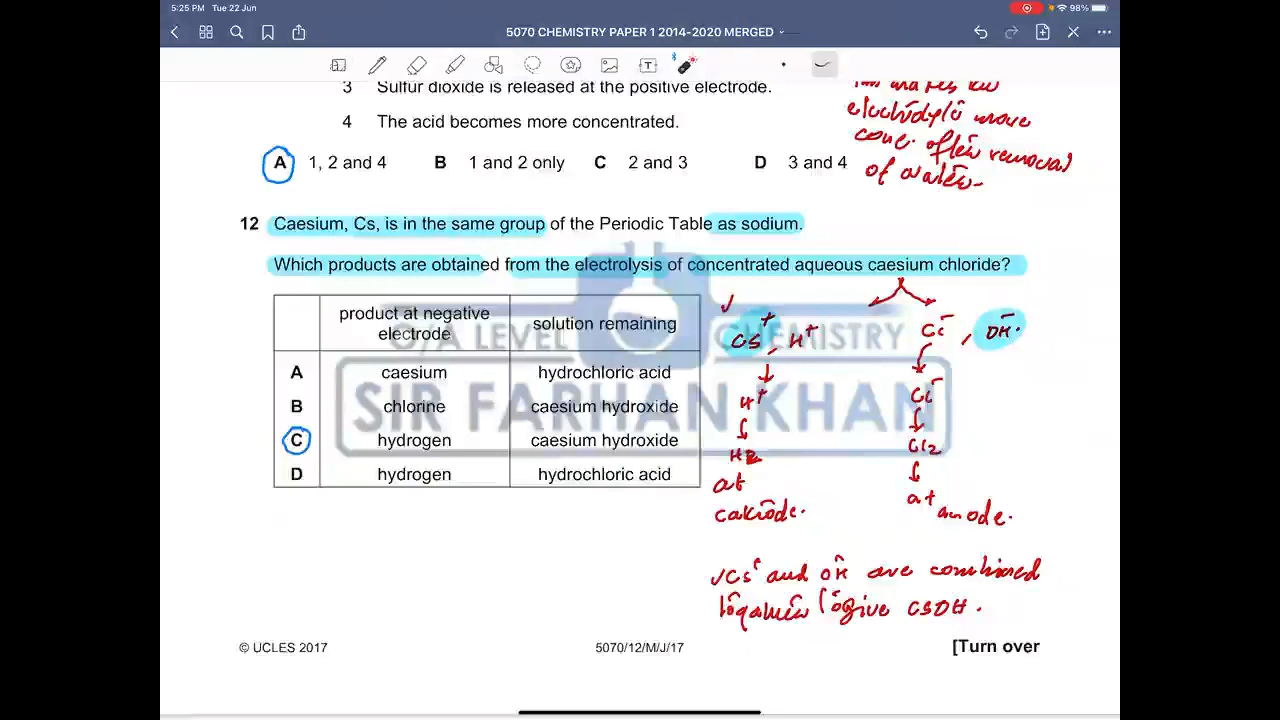 5:25 PM Tue 22 Jun
98%
5070 CHEMISTRY PAPER 1 2014-2020 MERGED
3 Sulfur dioxide is released at the positive electrode.
4 The acid becomes more concentrated.
A 1, 2 and 4 B 1 and 2 only C 2 and 3 D 3 and 4
electrolyte more
conc. after removal
of water.
12 Caesium, Cs, is in the same group of the Periodic Table as sodium.
Which products are obtained from the electrolysis of concentrated aqueous caesium chloride?
product at negative electrode solution remaining
A caesium hydrochloric acid
B chlorine caesium hydroxide
C hydrogen caesium hydroxide
D hydrogen hydrochloric acid
O/A LEVEL CHEMISTRY
SIR FARHAN KHAN
Cs+, H+
H+
H2
at
cathode.
Cl-, OH-.
Cl-
Cl2
at anode.
Cs+ and OH- are combined
together to give CSOH.
© UCLES 2017 5070/12/M/J/17 [Turn over